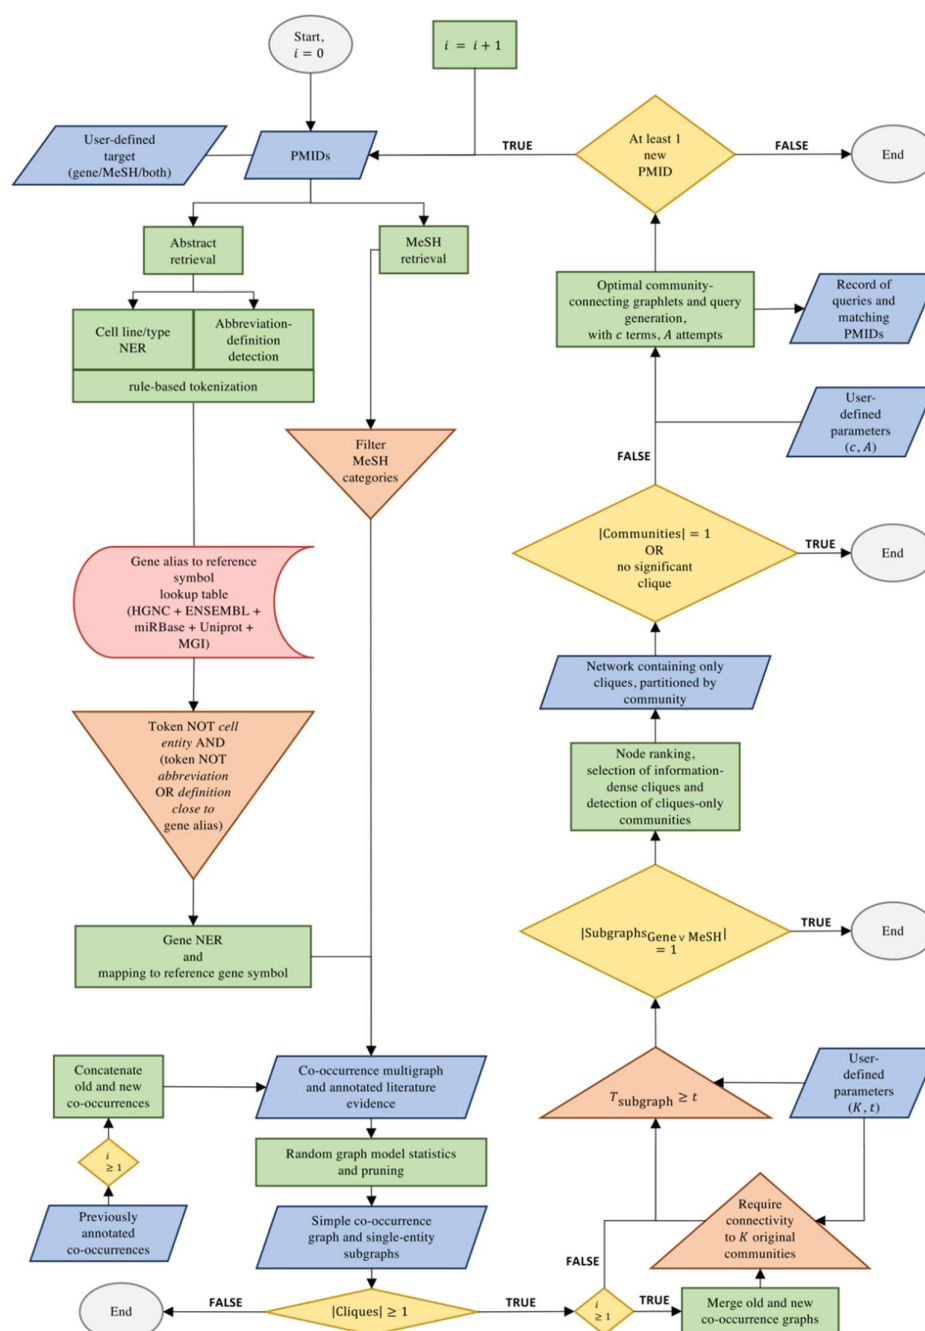 Start,
i = 0
i = i + 1
User-defined
target
(gene/MeSH/both)
PMIDs
TRUE
At least 1
new
PMID
FALSE
End
Abstract
retrieval
MeSH
retrieval
Cell line/type
NER
Abbreviation-
definition
detection
rule-based tokenization
Optimal community-
connecting graphlets and query
generation,
with c terms, A attempts
Record of
queries and
matching
PMIDs
User-
defined
parameters
(c, A)
FALSE
Filter
MeSH
categories
|Communities| = 1
OR
no significant
clique
TRUE
End
Gene alias to reference
symbol
lookup table
(HGNC + ENSEMBL +
miRBase + Uniprot +
MGI)
Network containing only
cliques, partitioned by
community
Token NOT cell
entity AND
(token NOT
abbreviation
OR definition
close to
gene alias)
Node ranking,
selection of information-
dense cliques and
detection of cliques-only
communities
Gene NER
and
mapping to reference gene symbol
|Subgraphs Gene v MeSH|
= 1
TRUE
End
Concatenate
old and new
co-occurrences
Co-occurrence multigraph
and annotated literature
evidence
T subgraph ≥ t
User-
defined
parameters
(K, t)
i
≥ 1
Random graph model statistics
and pruning
Previously
annotated
co-occurrences
Simple co-occurrence
graph and single-entity
subgraphs
Require
connectivity
to K original
communities
FALSE
End
FALSE
|Cliques| ≥ 1
TRUE
i
≥ 1
TRUE
Merge old and new
co-occurrence graphs